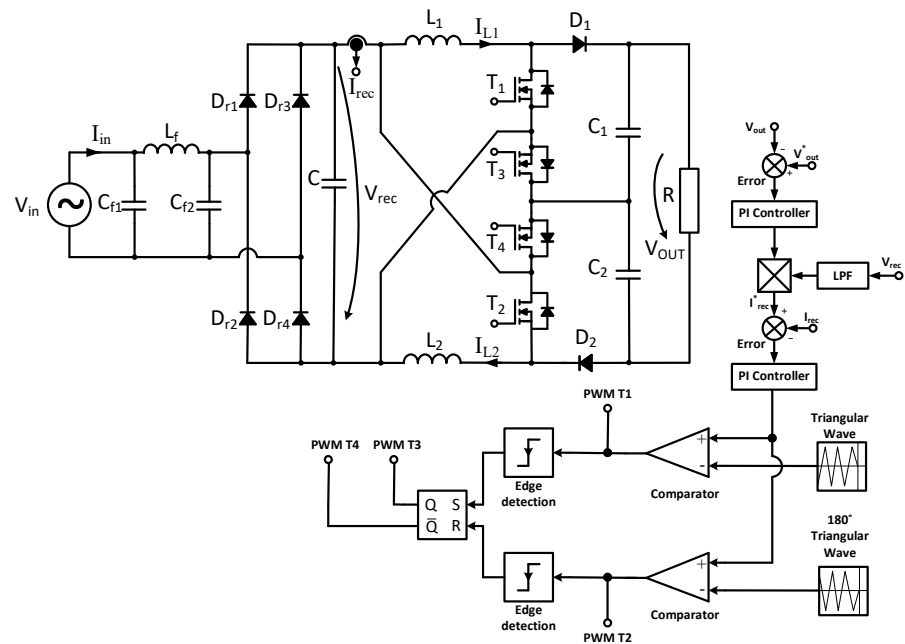 L1
IL1
D1
Irec
T1
Dr1
Dr3
Iin
Lf
C1
Vout
V*out
−
+
Error
T3
C
Vrec
R
Vin
Cf1
Cf2
PI Controller
T4
VOUT
C2
LPF
Vrec
I*rec
T2
+
Irec
−
Error
Dr2
Dr4
L2
IL2
D2
PI Controller
PWM T1
Triangular
Wave
PWM T4
PWM T3
+
-
Q
S
Edge
detection
Comparator
Q̅
R
180°
Triangular
Wave
+
-
Edge
detection
Comparator
PWM T2